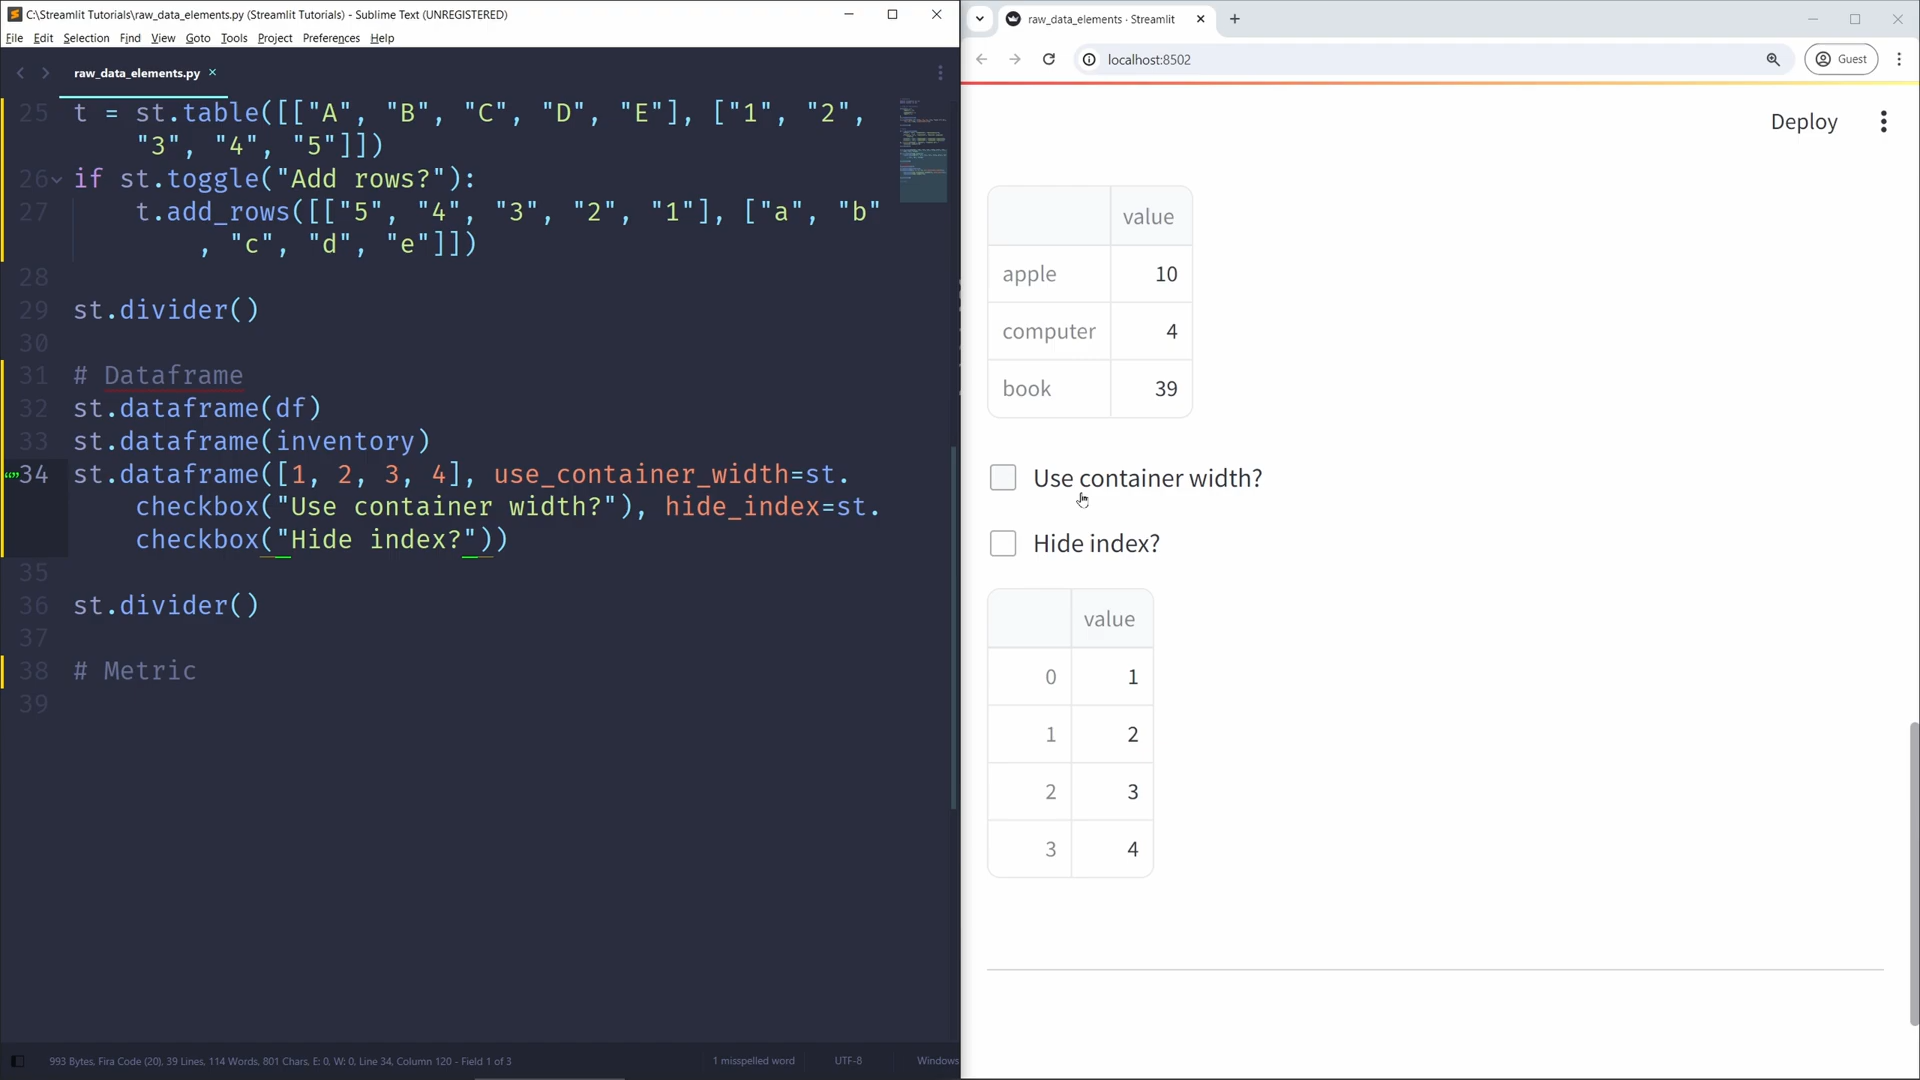 C:\Streamlit Tutorials\raw_data_elements.py (Streamlit Tutorials) - Sublime Text (UNREGISTERED)
File Edit Selection Find View Goto Tools Project Preferences Help
raw_data_elements.py
25 t = st.table([["A", "B", "C", "D", "E"], ["1", "2",
"3", "4", "5"]])
26 if st.toggle("Add rows?"):
27 t.add_rows([["5", "4", "3", "2", "1"], ["a", "b"
, "c", "d", "e"]])
28
29 st.divider()
30
31 # Dataframe
32 st.dataframe(df)
33 st.dataframe(inventory)
34 st.dataframe([1, 2, 3, 4], use_container_width=st.
checkbox("Use container width?"), hide_index=st.
checkbox("Hide index?"))
35
36 st.divider()
37
38 # Metric
39
993 Bytes, Fira Code (20), 39 Lines, 114 Words, 801 Chars, E: 0, W: 0, Line 34, Column 120 - Field 1 of 3
1 misspelled word
UTF-8
Windows
raw_data_elements · Streamlit
localhost:8502
Guest
Deploy
value
apple 10
computer 4
book 39
Use container width?
Hide index?
value
0 1
1 2
2 3
3 4